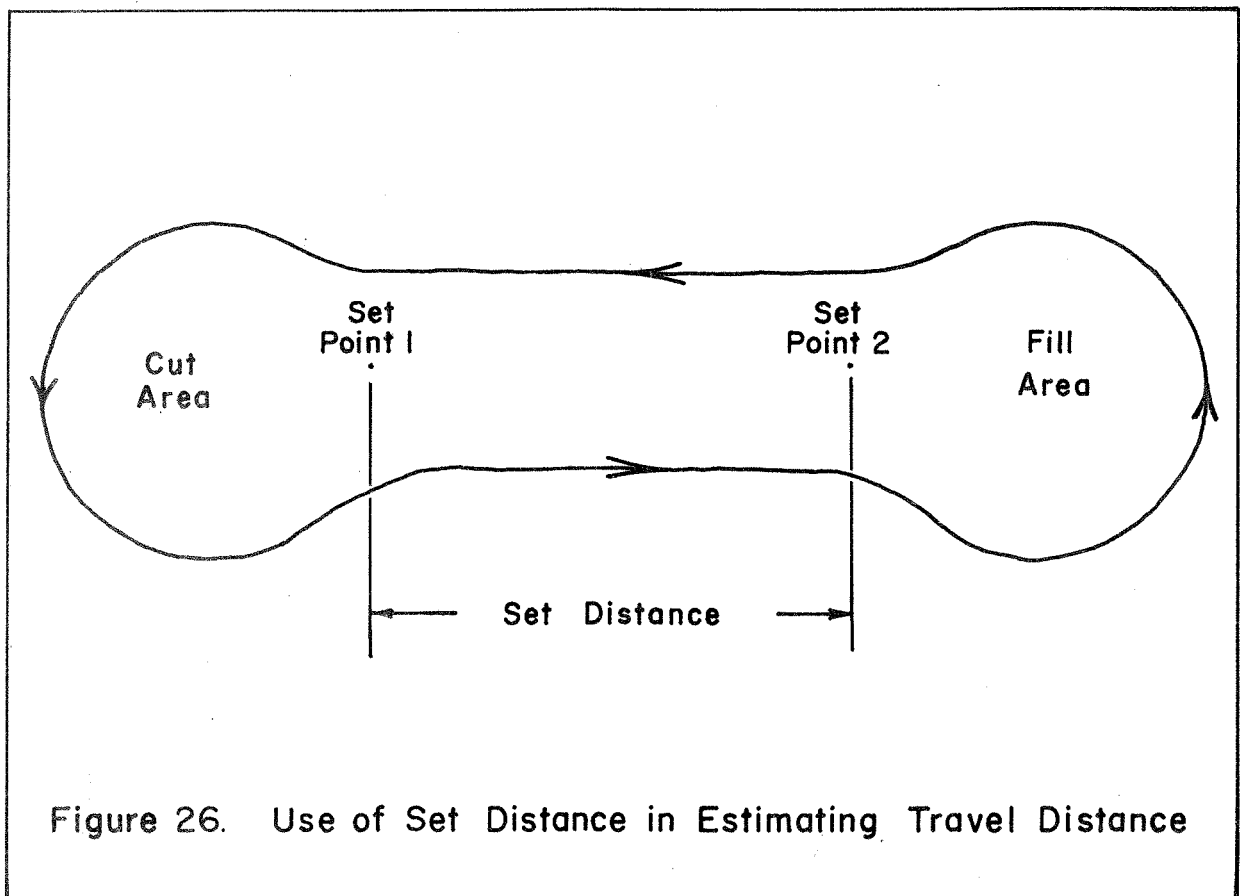 Set
Point 1
Set
Point 2
Cut
Area
Fill
Area
Set Distance
Figure 26. Use of Set Distance in Estimating Travel Distance